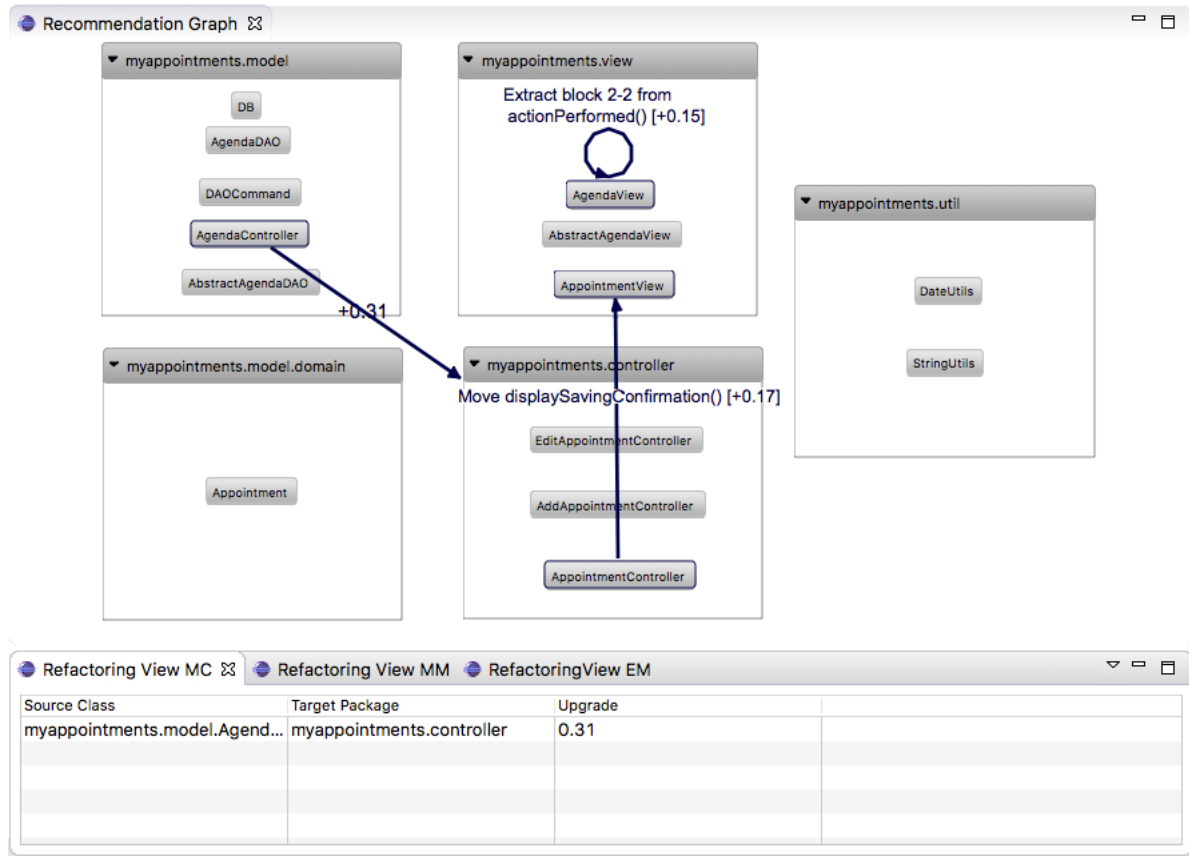 Recommendation Graph
myappointments.model
DB
AgendaDAO
DAOCommand
AgendaController
AbstractAgendaDAO
+0.31
myappointments.view
Extract block 2-2 from
actionPerformed() [+0.15]
AgendaView
AbstractAgendaView
AppointmentView
myappointments.util
DateUtils
StringUtils
myappointments.model.domain
Appointment
myappointments.controller
Move displaySavingConfirmation() [+0.17]
EditAppointmentController
AddAppointmentController
AppointmentController
Refactoring View MC Refactoring View MM RefactoringView EM
Source Class Target Package Upgrade
myappointments.model.Agend... myappointments.controller 0.31